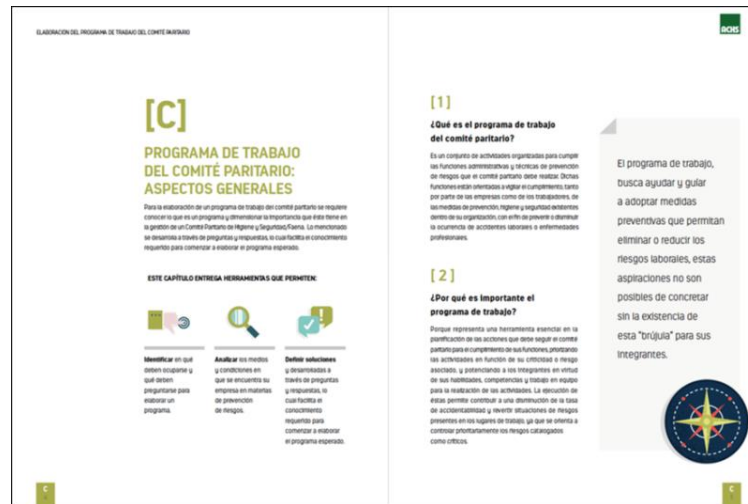 ELABORACIÓN DEL PROGRAMA DE TRABAJO DEL COMITÉ PARITARIO
[C]
PROGRAMA DE TRABAJO
DEL COMITÉ PARITARIO:
ASPECTOS GENERALES
Para la elaboración de un programa de trabajo del comité paritario se requiere
conocer lo que es un programa y dimensionar la importancia que éste tiene en
la gestión de un Comité Paritario de Higiene y Seguridad/Faena. Lo mencionado
se desarrolla a través de preguntas y respuestas, lo cual facilita el conocimiento
requerido para comenzar a elaborar el programa esperado.
ESTE CAPÍTULO ENTREGA HERRAMIENTAS QUE PERMITEN:
Identificar en qué
deben ocuparse y
qué deben
preguntarse para
elaborar un
programa.
Analizar los medios
y condiciones en
que se encuentra su
empresa en materias
de prevención
de riesgos.
Definir soluciones
y desarrolladas a
través de preguntas
y respuestas, lo
cual facilita el
conocimiento
requerido para
comenzar a elaborar
el programa esperado.
C
ACHS
[1]
¿Qué es el programa de trabajo
del comité paritario?
Es un conjunto de actividades organizadas para cumplir
las funciones administrativas y técnicas de prevención
de riesgos que el comité paritario debe realizar. Dichas
funciones están orientadas a vigilar el cumplimiento, tanto
por parte de las empresas como de los trabajadores, de
las medidas de prevención, higiene y seguridad existentes
dentro de su organización, con el fin de prevenir o disminuir
la ocurrencia de accidentes laborales o enfermedades
profesionales.
[2]
¿Por qué es importante el
programa de trabajo?
Porque representa una herramienta esencial en la
planificación de las acciones que debe seguir el comité
paritario para el cumplimiento de sus funciones, priorizando
las actividades en función de su criticidad o riesgo
asociado, y potenciando a los integrantes en virtud
de sus habilidades, competencias y trabajo en equipo
para la realización de las actividades. La ejecución de
éstas permite contribuir a una disminución de la tasa
de accidentabilidad y revertir situaciones de riesgos
presentes en los lugares de trabajo, ya que se orienta a
controlar prioritariamente los riesgos catalogados
como críticos.
El programa de trabajo,
busca ayudar y guiar
a adoptar medidas
preventivas que permitan
eliminar o reducir los
riesgos laborales, estas
aspiraciones no son
posibles de concretar
sin la existencia de
esta "brújula" para sus
integrantes.
C